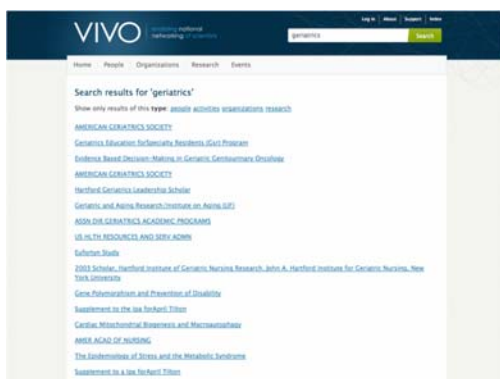 Log in About Support Index
VIVO enabling national
networking of scientists
geriatrics Search
Home People Organizations Research Events
Search results for 'geriatrics'
Show only results of this type: people activities organizations research
AMERICAN GERIATRICS SOCIETY
Geriatrics Education forSpecialty Residents (Gsr) Program
Evidence Based Decision-Making in Geriatric Genitourinary Oncology
AMERICAN GERIATRICS SOCIETY
Hartford Geriatrics Leadership Scholar
Geriatric and Aging Research/Institute on Aging (UF)
ASSN DIR GERIATRICS ACADEMIC PROGRAMS
US HLTH RESOURCES AND SERV ADMN
Study
2003 Scholar, Hartford Institute of Geriatric Nursing Research. John A. Hartford Institute for Geriatric Nursing, New
York University
Gene Polymorphism and Prevention of Disability
Supplement to the Ipa forApril Tilton
Cardiac Mitochondrial Biogenesis and Macroautophagy
AMER ACAD OF NURSING
The Epidemiology of Stress and the Metabolic Syndrome
Supplement to a Ipa forApril Tilton